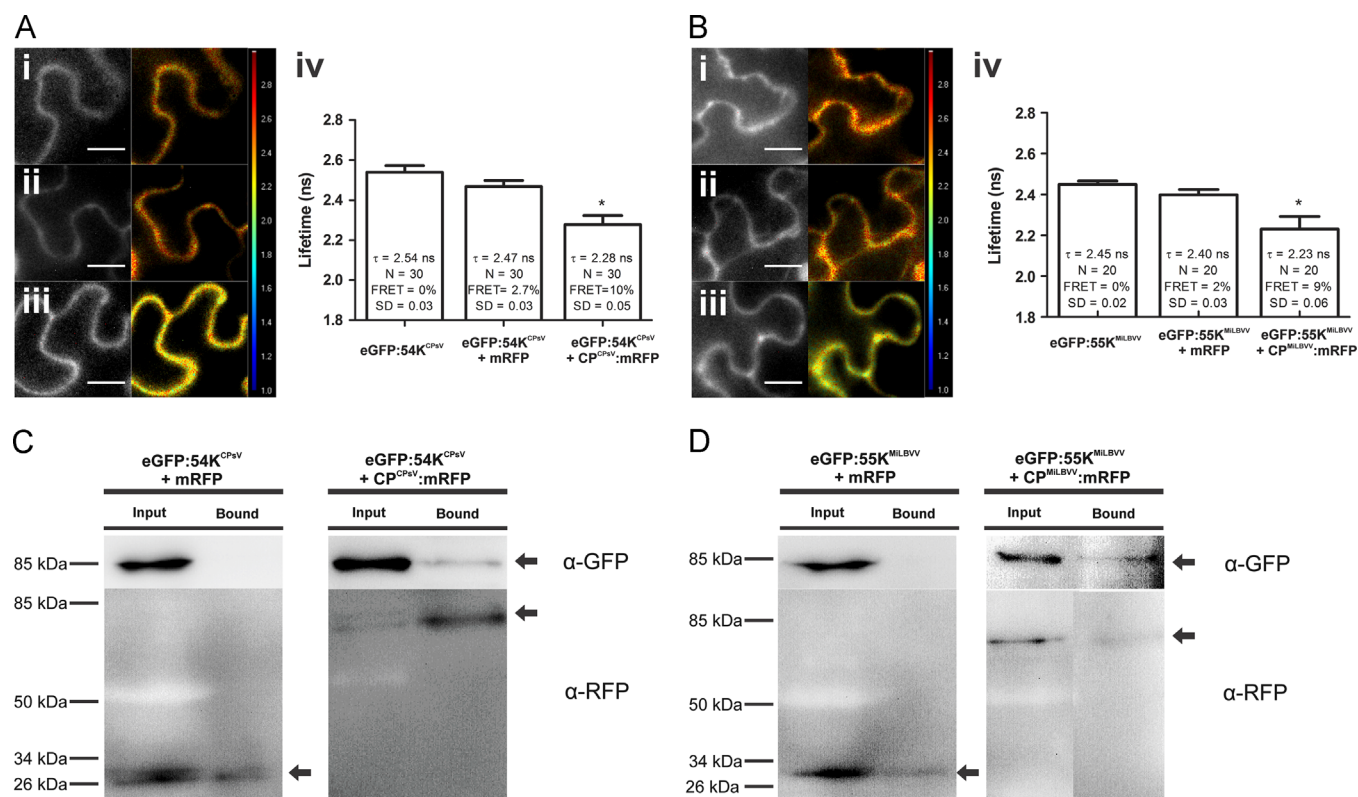 A
i
ii
iii
2.8
2.6
2.4
2.2
2.0
1.8
1.6
1.4
1.2
1.0
iv
Lifetime (ns)
2.8
2.6
2.4
2.2
2.0
1.8
*
τ = 2.54 ns
N = 30
FRET = 0%
SD = 0.03
τ = 2.47 ns
N = 30
FRET= 2.7%
SD = 0.03
τ = 2.28 ns
N = 30
FRET=10%
SD = 0.05
eGFP:54K^CPsV
eGFP:54K^CPsV
+ mRFP
eGFP:54K^CPsV
+ CP^CPsV:mRFP
B
i
ii
iii
2.8
2.6
2.4
2.2
2.0
1.8
1.6
1.4
1.2
1.0
iv
Lifetime (ns)
2.8
2.6
2.4
2.2
2.0
1.8
*
τ = 2.45 ns
N = 20
FRET = 0%
SD = 0.02
τ = 2.40 ns
N = 20
FRET = 2%
SD = 0.03
τ = 2.23 ns
N = 20
FRET = 9%
SD = 0.06
eGFP:55K^MiLBVV
eGFP:55K^MiLBVV
+ mRFP
eGFP:55K^MiLBVV
+ CP^MiLBVV:mRFP
C
eGFP:54K^CPsV
+ mRFP
Input Bound
eGFP:54K^CPsV
+ CP^CPsV:mRFP
Input Bound
85 kDa
85 kDa
50 kDa
34 kDa
26 kDa
α-GFP
α-RFP
D
eGFP:55K^MiLBVV
+ mRFP
Input Bound
eGFP:55K^MiLBVV
+ CP^MiLBVV:mRFP
Input Bound
85 kDa
85 kDa
50 kDa
34 kDa
26 kDa
α-GFP
α-RFP